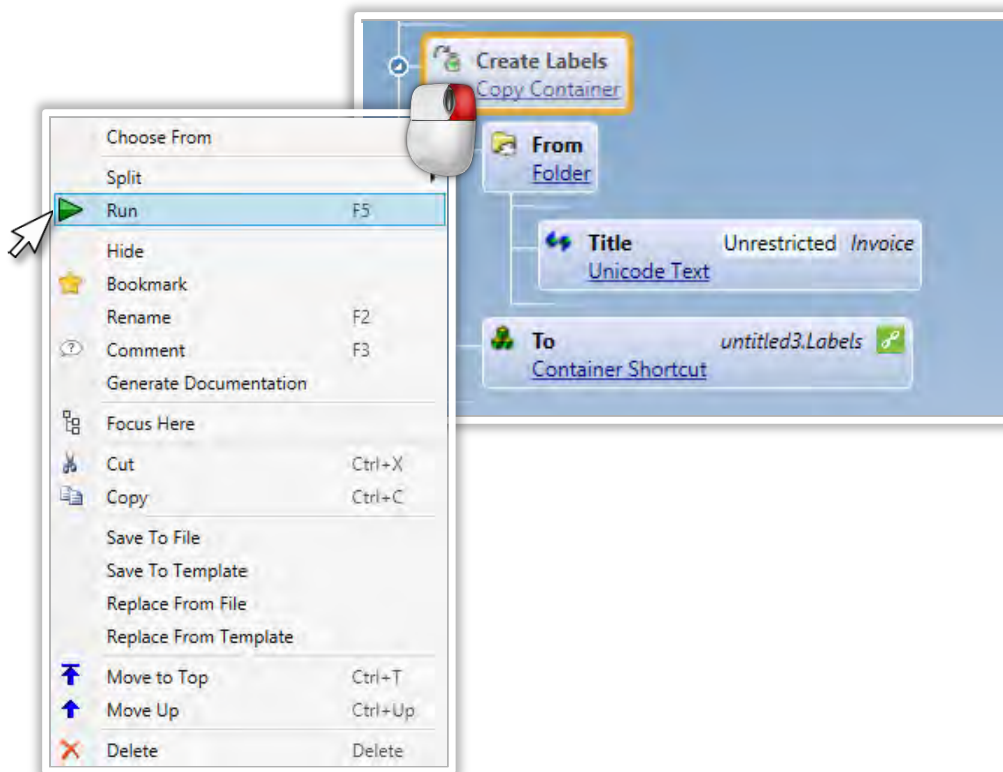 Create Labels
Copy Container
From
Folder
Title Unrestricted Invoice
Unicode Text
To untitled3.Labels
Container Shortcut
Choose From
Split
Run F5
Hide
Bookmark
Rename F2
Comment F3
Generate Documentation
Focus Here
Cut Ctrl+X
Copy Ctrl+C
Save To File
Save To Template
Replace From File
Replace From Template
Move to Top Ctrl+T
Move Up Ctrl+Up
Delete Delete